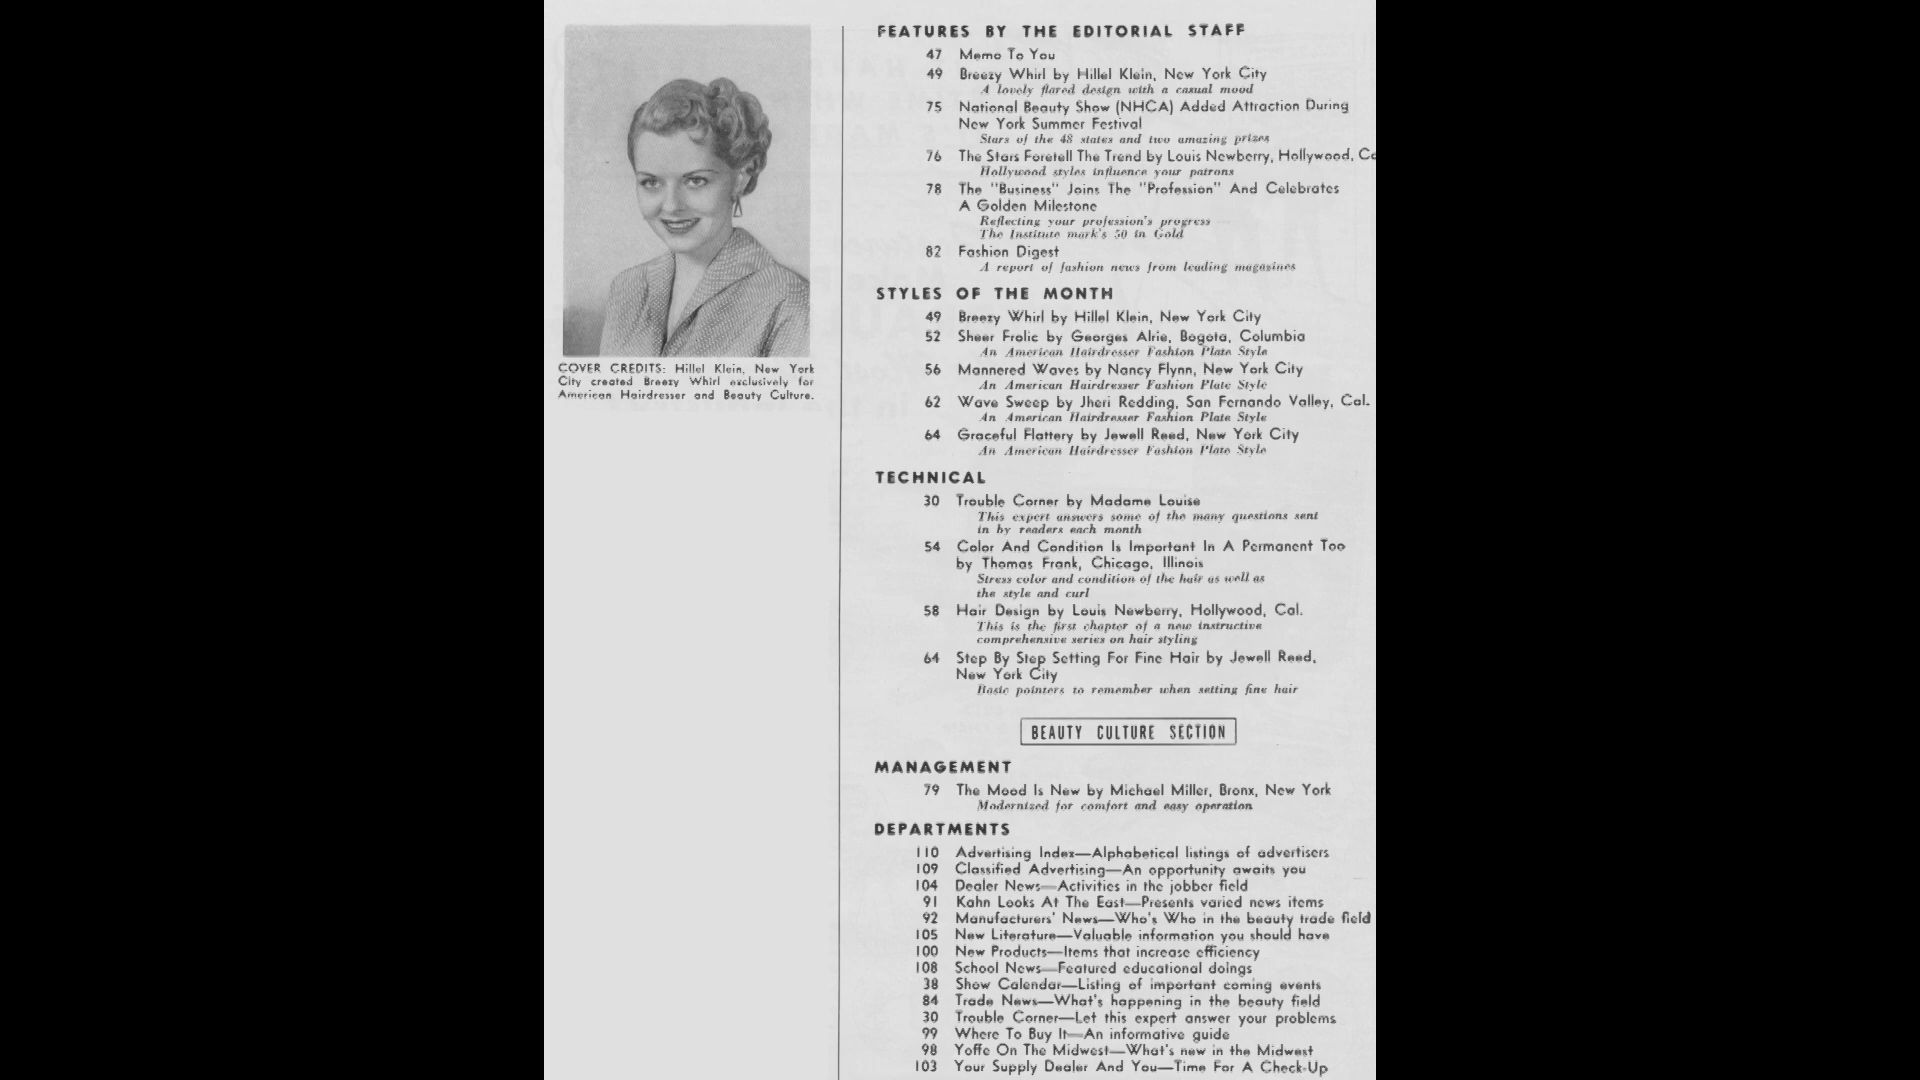 COVER CREDITS: Hillel Klein, New York
City created Breezy Whirl exclusively for
American Hairdresser and Beauty Culture.
FEATURES BY THE EDITORIAL STAFF
47 Memo To You
49 Breezy Whirl by Hillel Klein, New York City
A lovely flared design with a casual mood
75 National Beauty Show (NHCA) Added Attraction During
New York Summer Festival
Stars of the 48 states and two amazing prizes
76 The Stars Foretell The Trend by Louis Newberry, Hollywood, Ca
Hollywood styles influence your patrons
78 The "Business" Joins The "Profession" And Celebrates
A Golden Milestone
Reflecting your profession's progress
The Institute mark's 50 in Gold
82 Fashion Digest
A report of fashion news from leading magazines
STYLES OF THE MONTH
49 Breezy Whirl by Hillel Klein, New York City
52 Sheer Frolic by Georges Alrie, Bogota, Columbia
An American Hairdresser Fashion Plate Style
56 Mannered Waves by Nancy Flynn, New York City
An American Hairdresser Fashion Plate Style
62 Wave Sweep by Jheri Redding, San Fernando Valley, Cal.
An American Hairdresser Fashion Plate Style
64 Graceful Flattery by Jewell Reed, New York City
An American Hairdresser Fashion Plate Style
TECHNICAL
30 Trouble Corner by Madame Louise
This expert answers some of the many questions sent
in by readers each month
54 Color And Condition Is Important In A Permanent Too
by Thomas Frank, Chicago, Illinois
Stress color and condition of the hair as well as
the style and curl
58 Hair Design by Louis Newberry, Hollywood, Cal.
This is the first chapter of a new instructive
comprehensive series on hair styling
64 Step By Step Setting For Fine Hair by Jewell Reed,
New York City
Basic pointers to remember when setting fine hair
BEAUTY CULTURE SECTION
MANAGEMENT
79 The Mood Is New by Michael Miller, Bronx, New York
Modernized for comfort and easy operation
DEPARTMENTS
110 Advertising Index—Alphabetical listings of advertisers
109 Classified Advertising—An opportunity awaits you
104 Dealer News—Activities in the jobber field
91 Kahn Looks At The East—Presents varied news items
92 Manufacturers' News—Who's Who in the beauty trade field
105 New Literature—Valuable information you should have
100 New Products—Items that increase efficiency
108 School News—Featured educational doings
38 Show Calendar—Listing of important coming events
84 Trade News—What's happening in the beauty field
30 Trouble Corner—Let this expert answer your problems
99 Where To Buy It—An informative guide
98 Yoffe On The Midwest—What's new in the Midwest
103 Your Supply Dealer And You—Time For A Check-Up